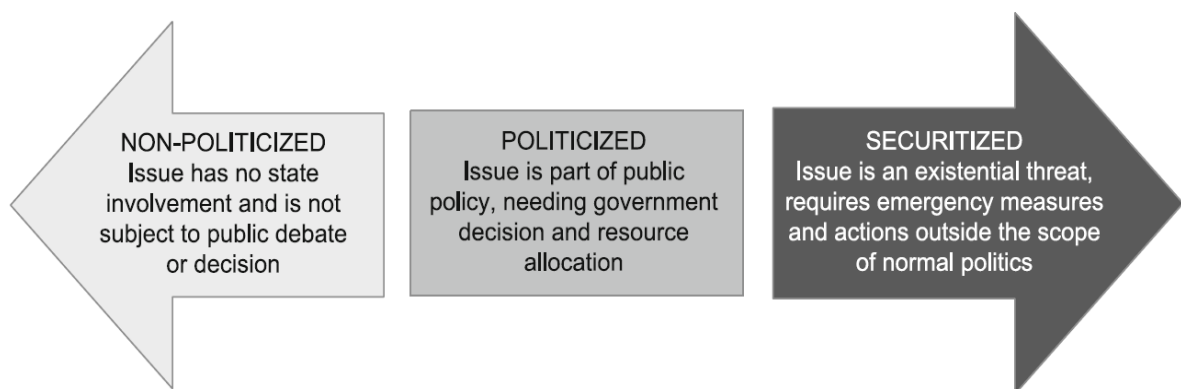 NON-POLITICIZED
Issue has no state
involvement and is not
subject to public debate
or decision
POLITICIZED
Issue is part of public
policy, needing government
decision and resource
allocation
SECURITIZED
Issue is an existential threat,
requires emergency measures
and actions outside the scope
of normal politics